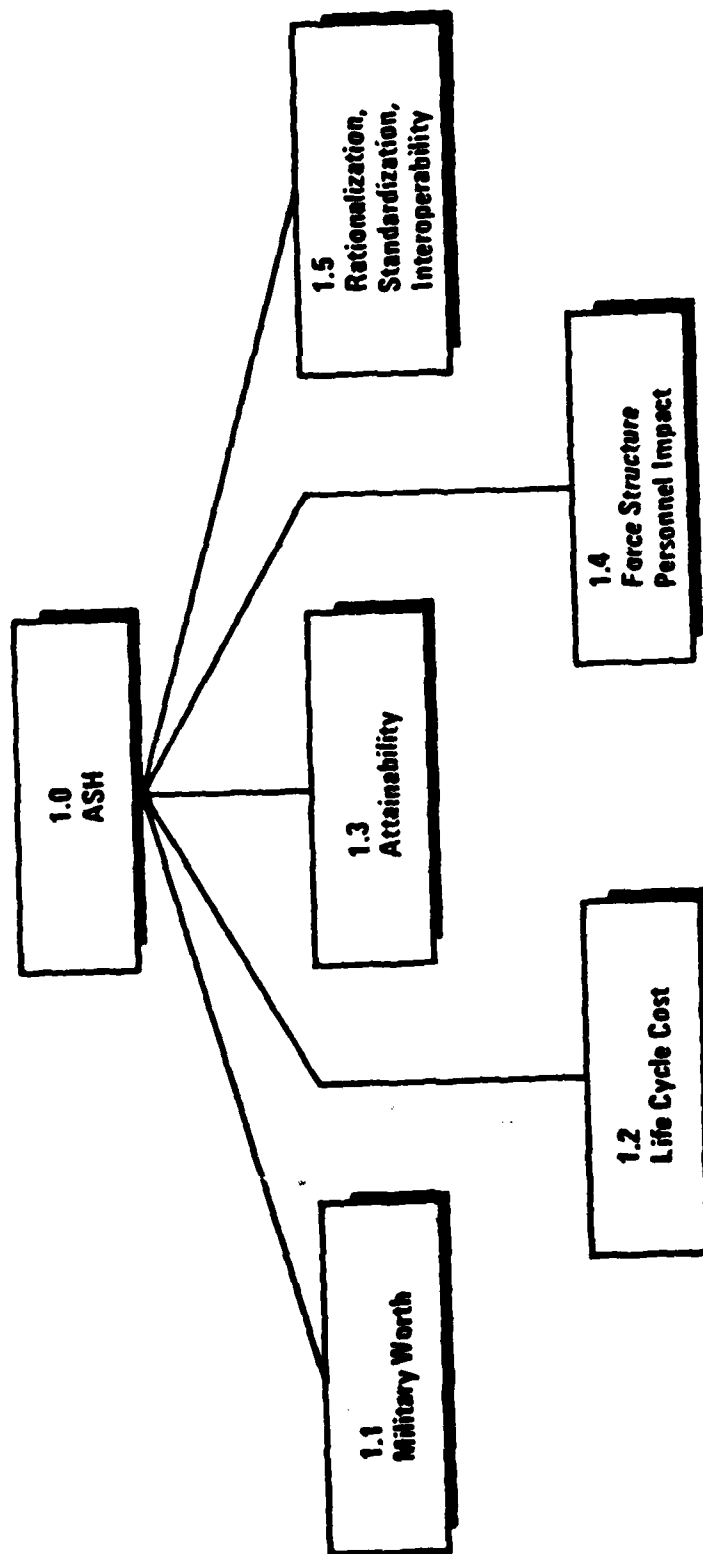 1.0
ASH
1.1
Military Worth
1.2
Life Cycle Cost
1.3
Attainability
1.4
Force Structure
Personnel Impact
1.5
Rationalization,
Standardization,
Interoperability